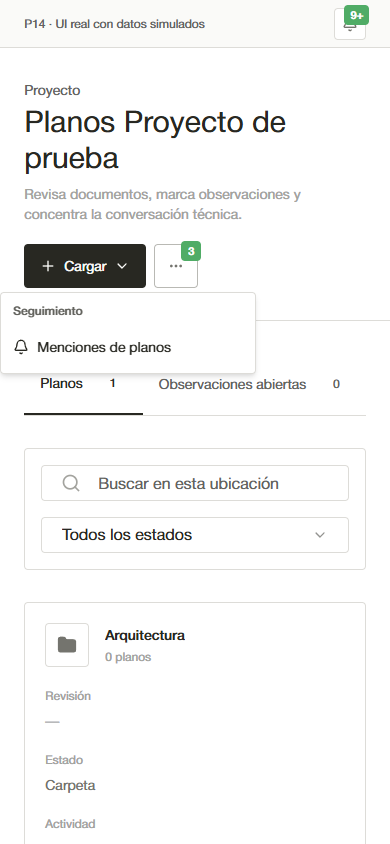 P14 · UI real con datos simulados
9+
Proyecto
Planos Proyecto de
prueba
Revisa documentos, marca observaciones y
concentra la conversación técnica.
Cargar
3
Seguimiento
Menciones de planos
Planos 1 Observaciones abiertas 0
Buscar en esta ubicación
Todos los estados
Arquitectura
0 planos
Revisión
—
Estado
Carpeta
Actividad